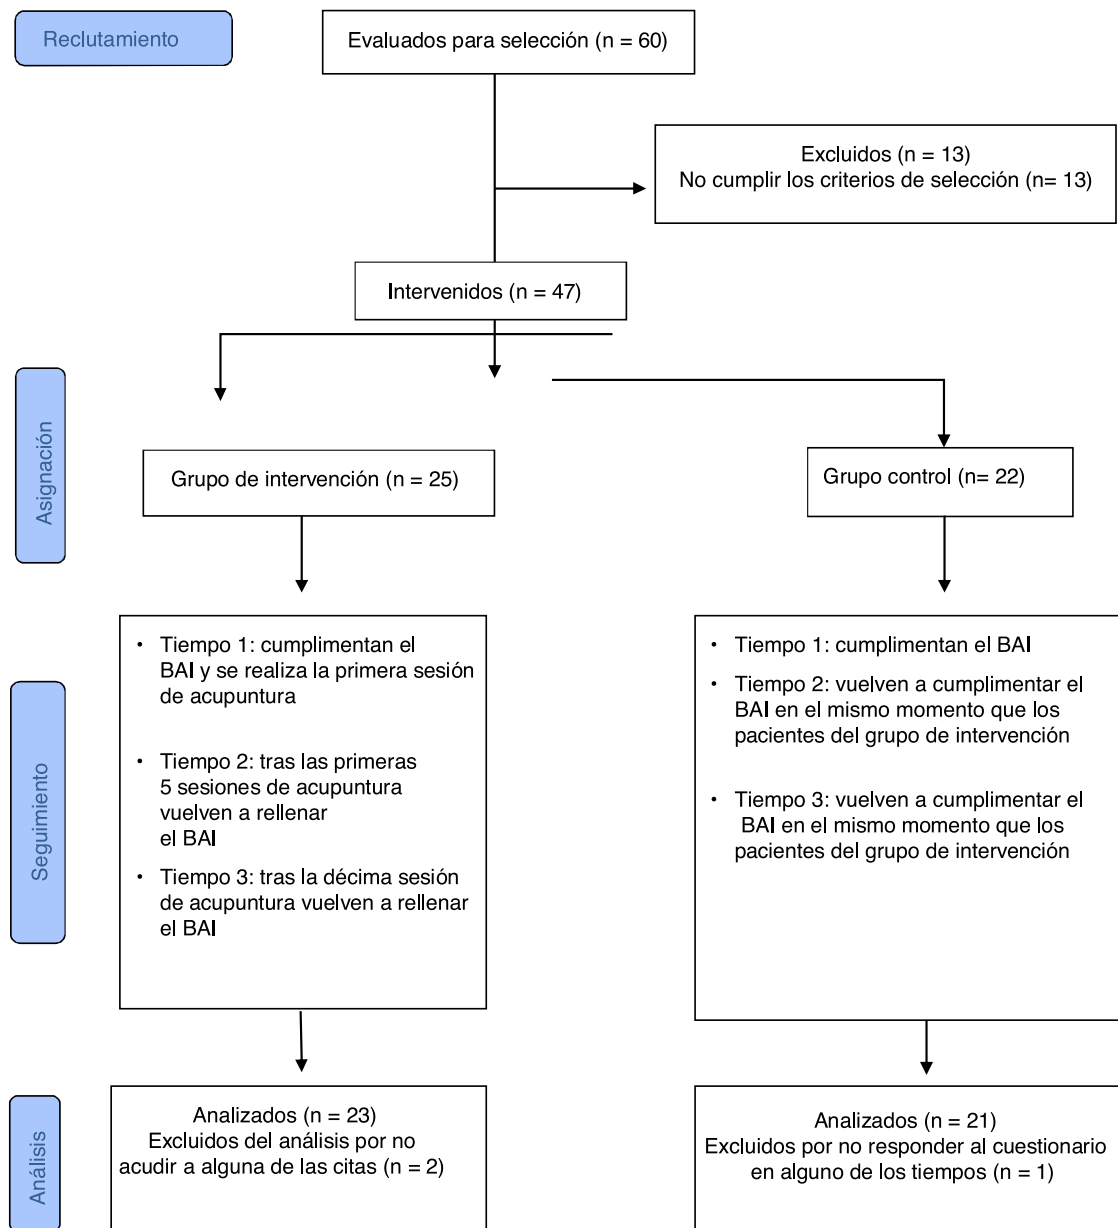 Reclutamiento
Evaluados para selección (n = 60)
Excluidos (n = 13)
No cumplir los criterios de selección (n= 13)
Intervenidos (n = 47)
Asignación
Grupo de intervención (n = 25)
Grupo control (n= 22)
Seguimiento
• Tiempo 1: cumplimentan el
BAI y se realiza la primera sesión
de acupuntura
• Tiempo 2: tras las primeras
5 sesiones de acupuntura
vuelven a rellenar
el BAI
• Tiempo 3: tras la décima sesión
de acupuntura vuelven a rellenar
el BAI
• Tiempo 1: cumplimentan el BAI
• Tiempo 2: vuelven a cumplimentar el
BAI en el mismo momento que los
pacientes del grupo de intervención
• Tiempo 3: vuelven a cumplimentar el
BAI en el mismo momento que los
pacientes del grupo de intervención
Análisis
Analizados (n = 23)
Excluidos del análisis por no
acudir a alguna de las citas (n = 2)
Analizados (n = 21)
Excluidos por no responder al cuestionario
en alguno de los tiempos (n = 1)